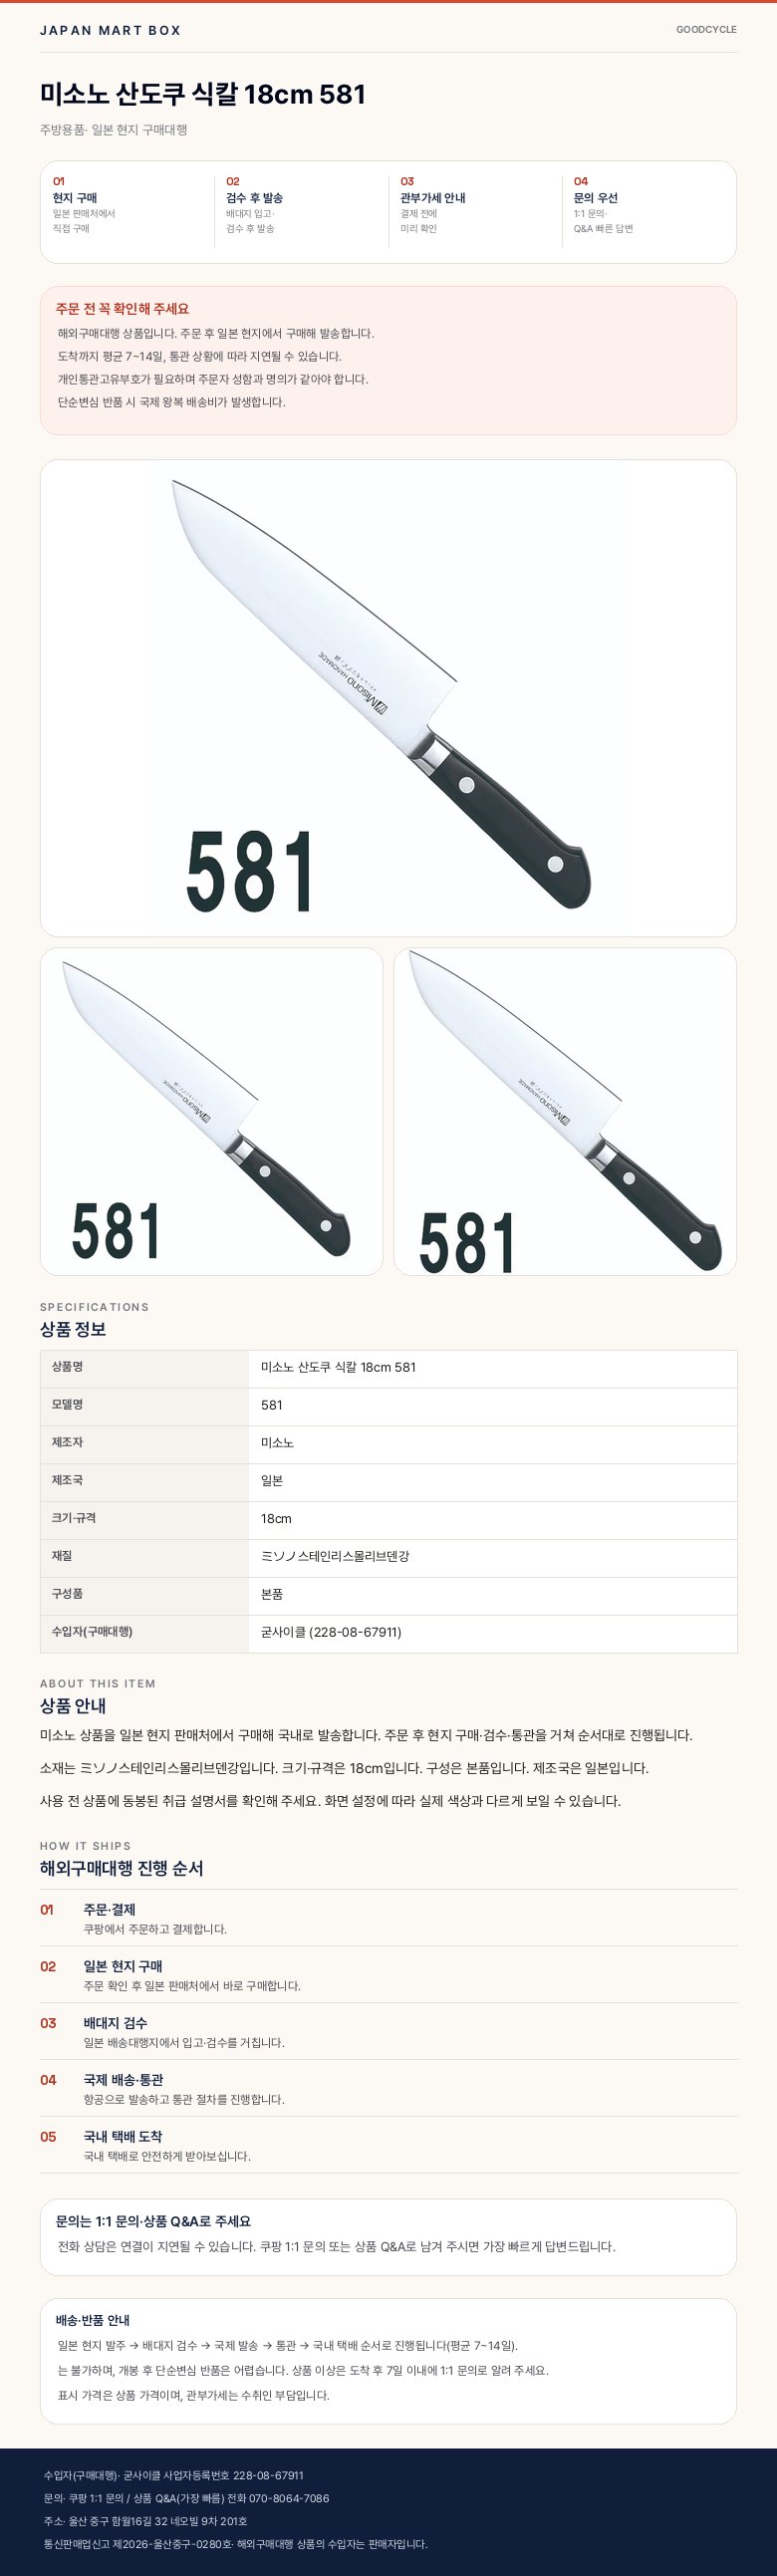 JAPAN MART BOX
GOODCYCLE
미소노 산도쿠 식칼 18cm 581
주방용품· 일본 현지 구매대행
01
현지 구매
일본 판매처에서
직접 구매
02
검수 후 발송
배대지 입고·
검수 후 발송
03
관부가세 안내
결제 전에
미리 확인
04
문의 우선
1:1 문의·
Q&A 빠른 답변
주문 전 꼭 확인해 주세요
해외구매대행 상품입니다. 주문 후 일본 현지에서 구매해 발송합니다.
도착까지 평균 7~14일, 통관 상황에 따라 지연될 수 있습니다.
개인통관고유부호가 필요하며 주문자 성함과 명의가 같아야 합니다.
단순변심 반품 시 국제 왕복 배송비가 발생합니다.
MISONO HANDMADE
581
MISONO HANDMADE
581
MISONO HANDMADE
581
SPECIFICATIONS
상품 정보
상품명 미소노 산도쿠 식칼 18cm 581
모델명 581
제조자 미소노
제조국 일본
크기·규격 18cm
재질 ミソノ스테인리스몰리브덴강
구성품 본품
수입자(구매대행) 굳사이클 (228-08-67911)
ABOUT THIS ITEM
상품 안내
미소노 상품을 일본 현지 판매처에서 구매해 국내로 발송합니다. 주문 후 현지 구매·검수·통관을 거쳐 순서대로 진행됩니다.
소재는 ミソノ스테인리스몰리브덴강입니다. 크기·규격은 18cm입니다. 구성은 본품입니다. 제조국은 일본입니다.
사용 전 상품에 동봉된 취급 설명서를 확인해 주세요. 화면 설정에 따라 실제 색상과 다르게 보일 수 있습니다.
HOW IT SHIPS
해외구매대행 진행 순서
01 주문·결제
쿠팡에서 주문하고 결제합니다.
02 일본 현지 구매
주문 확인 후 일본 판매처에서 바로 구매합니다.
03 배대지 검수
일본 배송대행지에서 입고·검수를 거칩니다.
04 국제 배송·통관
항공으로 발송하고 통관 절차를 진행합니다.
05 국내 택배 도착
국내 택배로 안전하게 받아보십니다.
문의는 1:1 문의·상품 Q&A로 주세요
전화 상담은 연결이 지연될 수 있습니다. 쿠팡 1:1 문의 또는 상품 Q&A로 남겨 주시면 가장 빠르게 답변드립니다.
배송·반품 안내
일본 현지 발주 → 배대지 검수 → 국제 발송 → 통관 → 국내 택배 순서로 진행됩니다(평균 7~14일).
는 불가하며, 개봉 후 단순변심 반품은 어렵습니다. 상품 이상은 도착 후 7일 이내에 1:1 문의로 알려 주세요.
표시 가격은 상품 가격이며, 관부가세는 수취인 부담입니다.
수입자(구매대행)· 굳사이클 사업자등록번호 228-08-67911
문의· 쿠팡 1:1 문의 / 상품 Q&A(가장 빠름) 전화 070-8064-7086
주소· 울산 중구 함월16길 32 네오빌 9차 201호
통신판매업신고 제2026-울산중구-0280호· 해외구매대행 상품의 수입자는 판매자입니다.